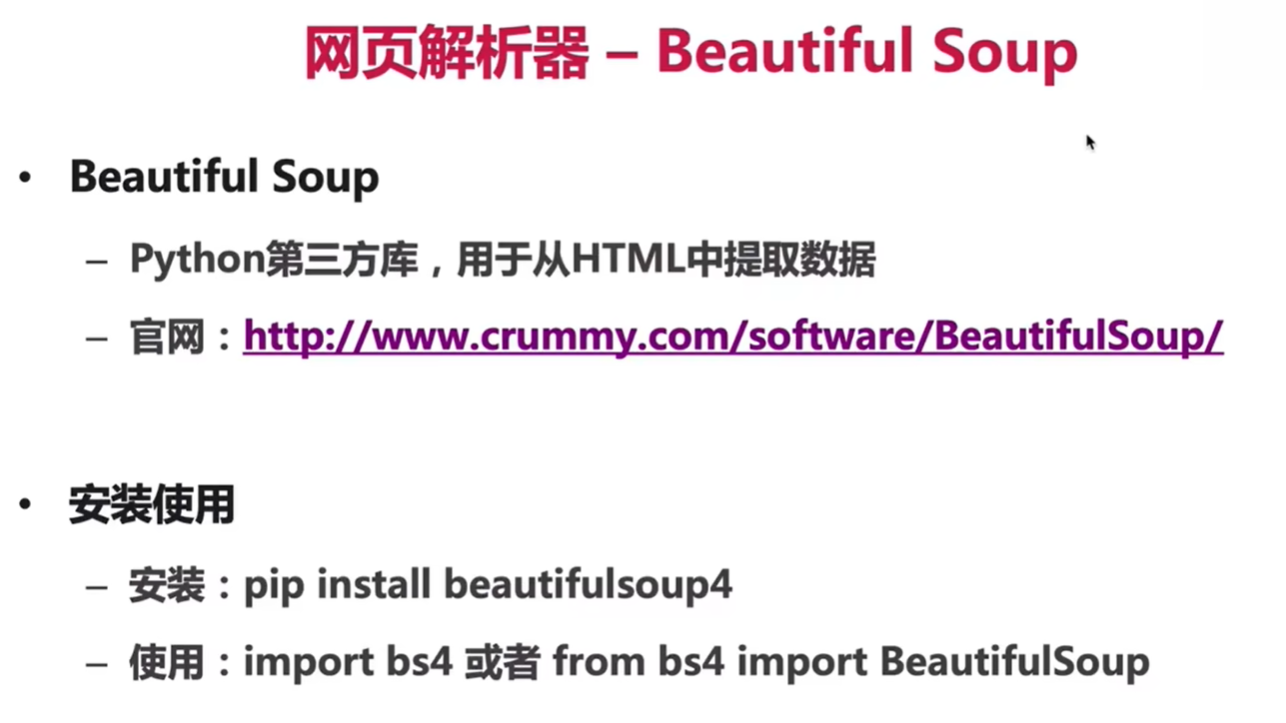 网页解析器 – Beautiful Soup
• Beautiful Soup
– Python第三方库，用于从HTML中提取数据
– 官网：http://www.crummy.com/software/BeautifulSoup/
• 安装使用
– 安装：pip install beautifulsoup4
– 使用：import bs4 或者 from bs4 import BeautifulSoup